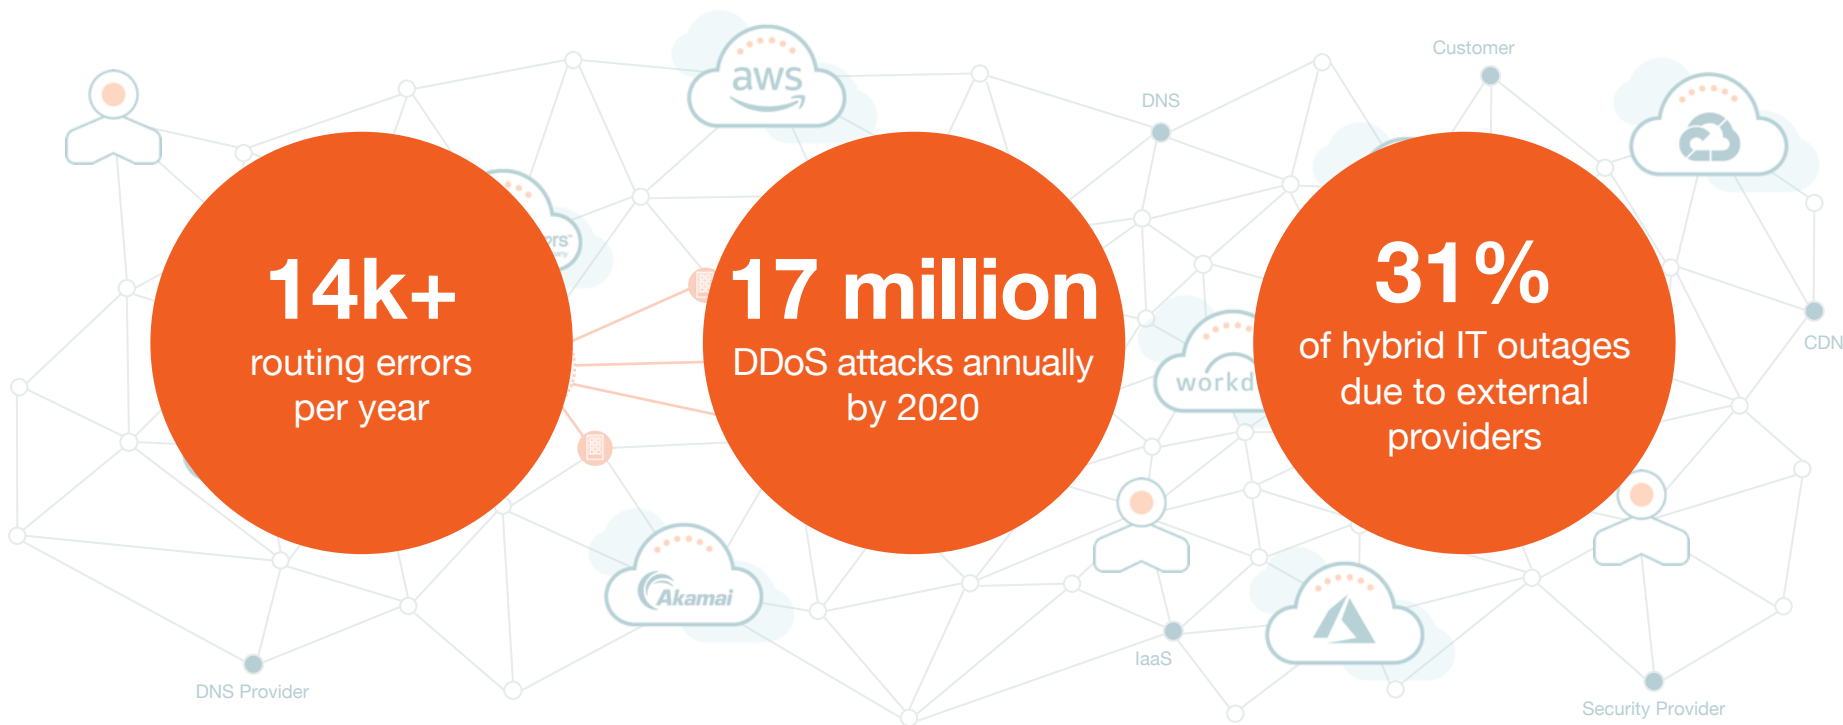 Customer
aws
DNS
14k+
routing errors
per year
17 million
DDoS attacks annually
by 2020
31%
of hybrid IT outages
due to external
providers
CDN
Akamai
IaaS
DNS Provider
Security Provider